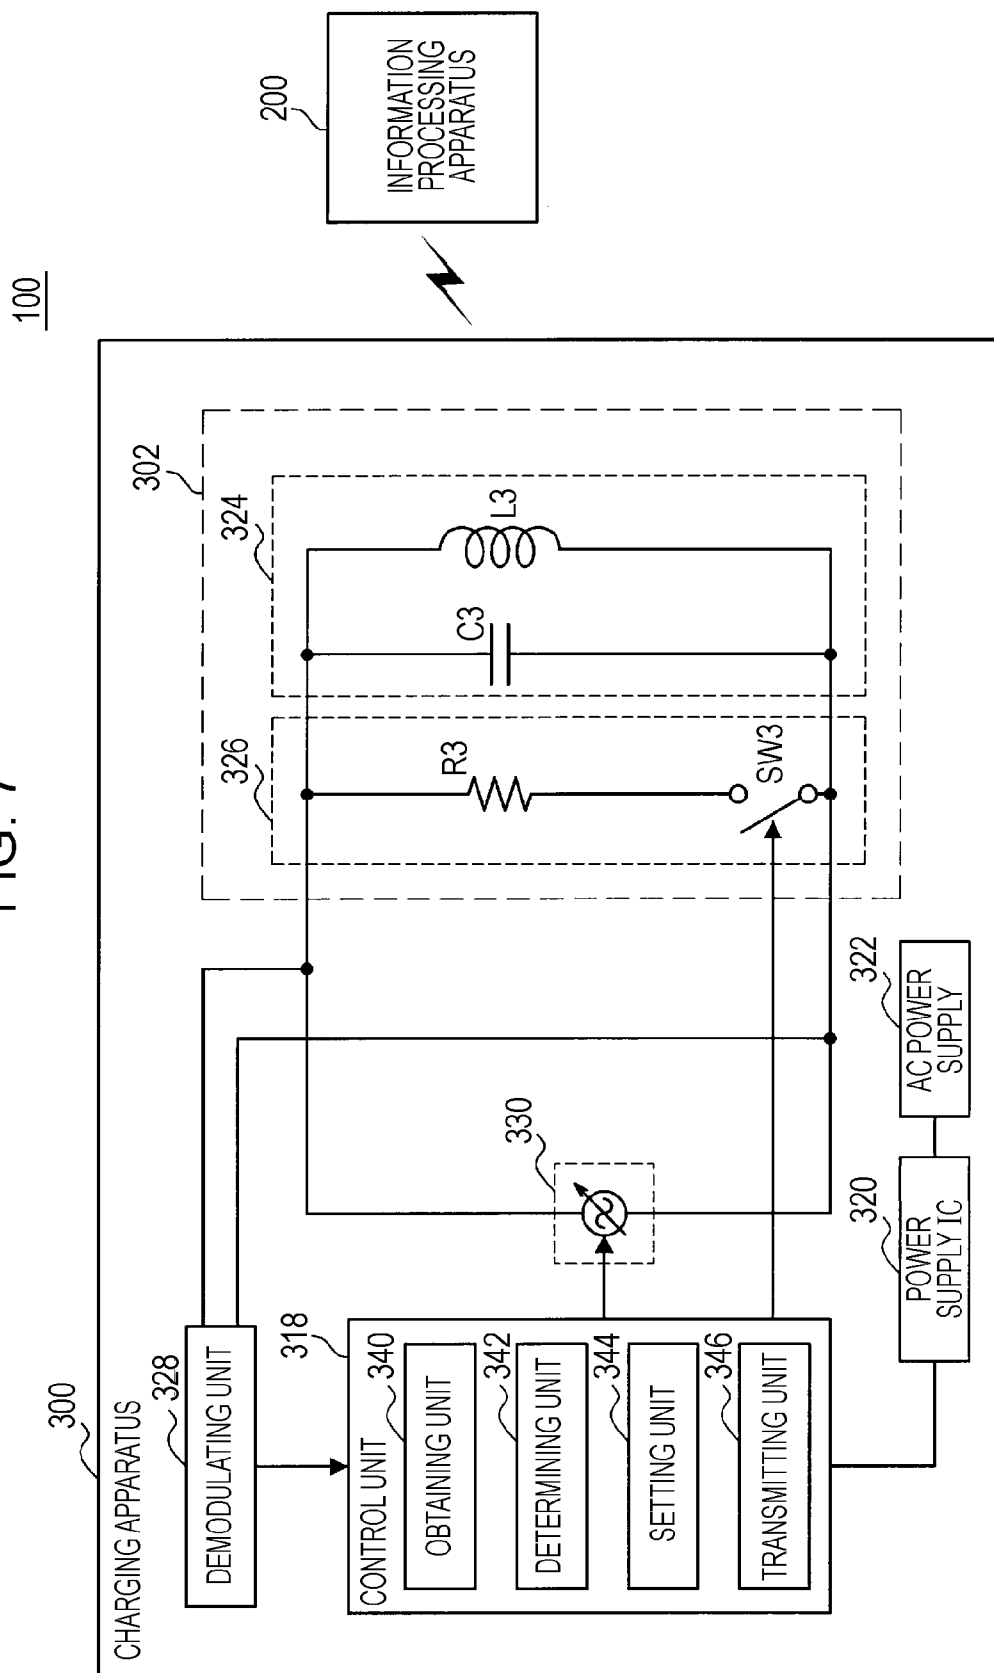 FIG. 7
100
300
CHARGING APPARATUS
328
DEMODULATING UNIT
318
CONTROL UNIT
340
OBTAINING UNIT
342
DETERMINING UNIT
344
SETTING UNIT
346
TRANSMITTING UNIT
330
320
POWER
SUPPLY IC
322
AC POWER
SUPPLY
302
326
R3
SW3
324
C3
L3
200
INFORMATION
PROCESSING
APPARATUS